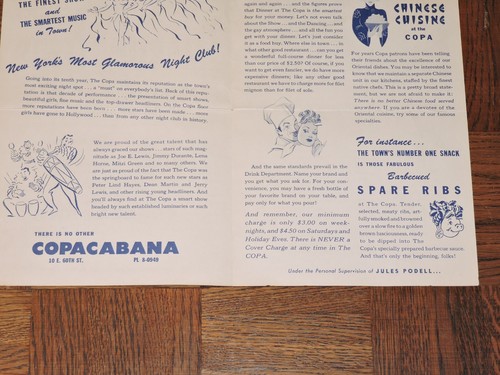 THE FINEST SHOW
and
THE SMARTEST MUSIC
in Town!
New York's Most Glamorous Night Club!
Going into its tenth year, The Copa maintains its reputation as the town's
most exciting night spot . . . a "must" on everybody's list. Back of this repu-
tation is that decade of performance . . . the presentation of smart shows,
beautiful girls, fine music and the top-drawer headliners. On the Copa floor
more reputations have been born . . . more stars have been made . . . more
girls have gone to Hollywood . . . than from any other night club in history.
We are proud of the great talent that has
always graced our shows . . . stars of such mag-
nitude as Joe E. Lewis, Jimmy Durante, Lena
Horne, Mitzi Green and so many others. We
are just as proud of the fact that The Copa was
the springboard to fame for such new stars as
Peter Lind Hayes, Dean Martin and Jerry
Lewis, and other rising young headliners. And
you'll always find at The Copa a smart show
headed by such established luminaries or such
bright new talent.
THERE IS NO OTHER
COPACABANA
10 E. 60TH ST. PL 8-0940
again and again . . . and the figures prove
that Dinner at The Copa is the smartest
buy for your money. Let's not even talk
about the Show . . . and the Dancing . . . and
the gay atmosphere . . . and all the fun you
get with your dinner. Let's just consider
it as a food buy. Where else in town . . . in
what other good restaurant . . . can you get
a wonderful full-course dinner for less
than our price of $2.50? Of course, if you
want to get even fancier, we do have more
expensive dinners; like any other good
restaurant we have to charge more for filet
mignon than for filet of sole.
And the same standards prevail in the
Drink Department. Name your brand and
you get what you ask for. For your con-
venience, you may have a fresh bottle of
your favorite brand on your table, and
pay only for what you pour!
And remember, our minimum
charge is only $3.00 on week-
nights, and $4.50 on Saturdays and
Holiday Eves. There is NEVER a
Cover Charge at any time in The
COPA.
CHINESE
CUISINE
at the
COPA
For years Copa patrons have been telling
their friends about the excellence of our
Oriental dishes. You may be interested to
know that we maintain a separate Chinese
unit in our kitchens, staffed by the finest
native chefs. This is a pretty broad state-
ment, but we are not afraid to make it:
There is no better Chinese food served
anywhere. If you are a devotee of the
Oriental cuisine, try some of our famous
specialties.
For instance...
THE TOWN'S NUMBER ONE SNACK
IS THOSE FABULOUS
Barbecued
SPARE RIBS
at The Copa. Tender
selected, meaty ribs, art-
fully smoked and browned
over a slow fire to a golden
brown lusciousness, ready
to be dipped into The
Copa's specially prepared barbecue sauce.
And that's only the beginning, folks!
Under the Personal Supervision of JULES PODELL...